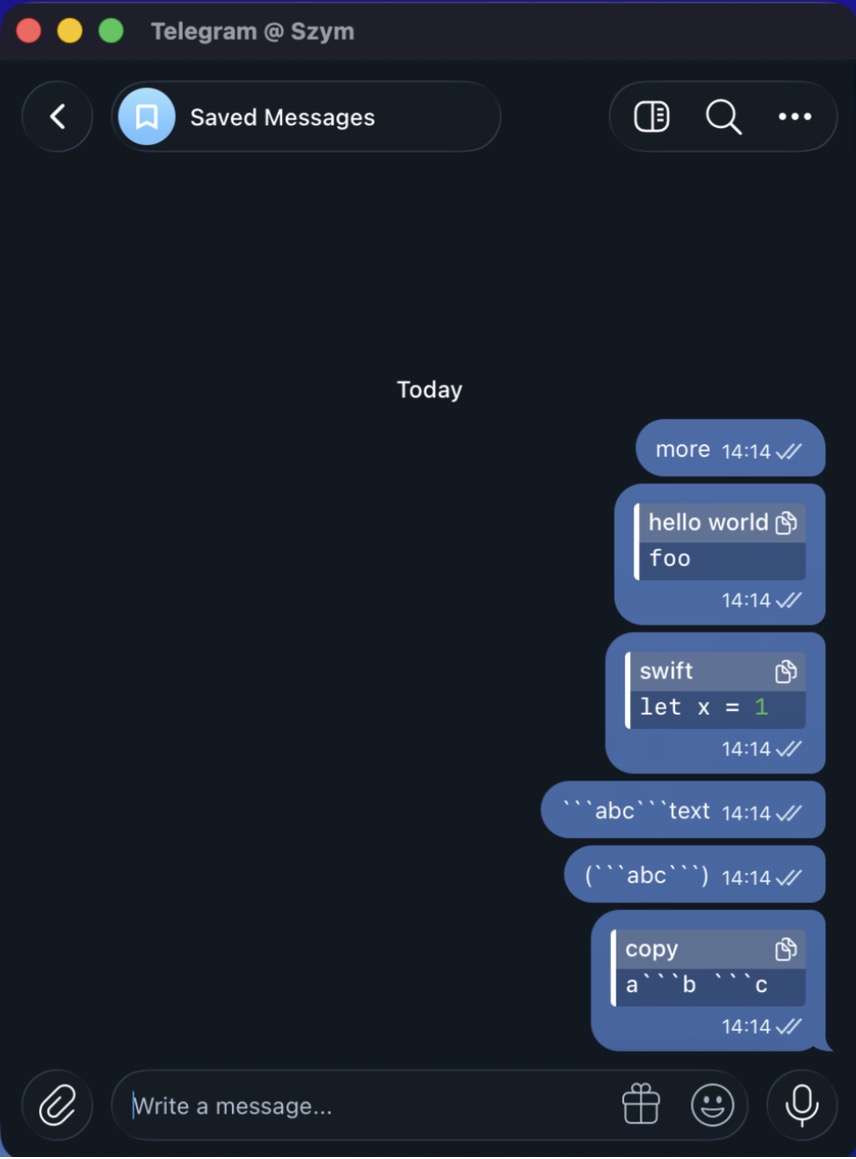 Telegram @ Szym
Saved Messages
Today
more 14:14
hello world
foo
14:14
swift
let x = 1
14:14
```abc```text 14:14
(```abc```) 14:14
copy
a```b ```c
14:14
Write a message...